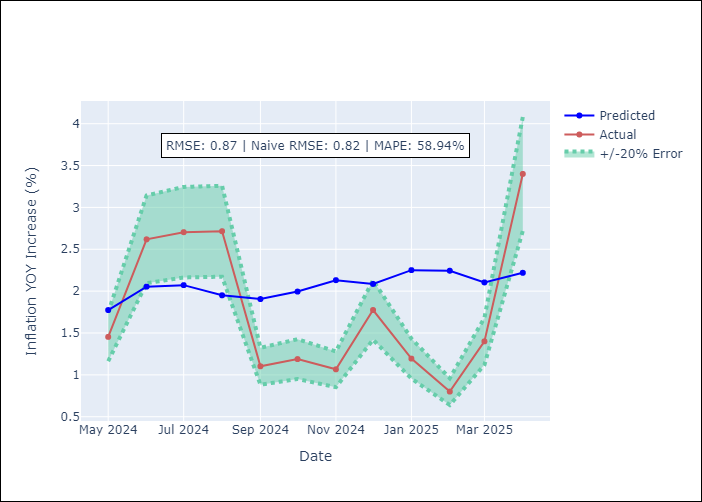 RMSE: 0.87 | Naive RMSE: 0.82 | MAPE: 58.94%
Predicted
Actual
+/-20% Error
Inflation YOY Increase (%)
4
3.5
3
2.5
2
1.5
1
0.5
May 2024
Jul 2024
Sep 2024
Nov 2024
Jan 2025
Mar 2025
Date